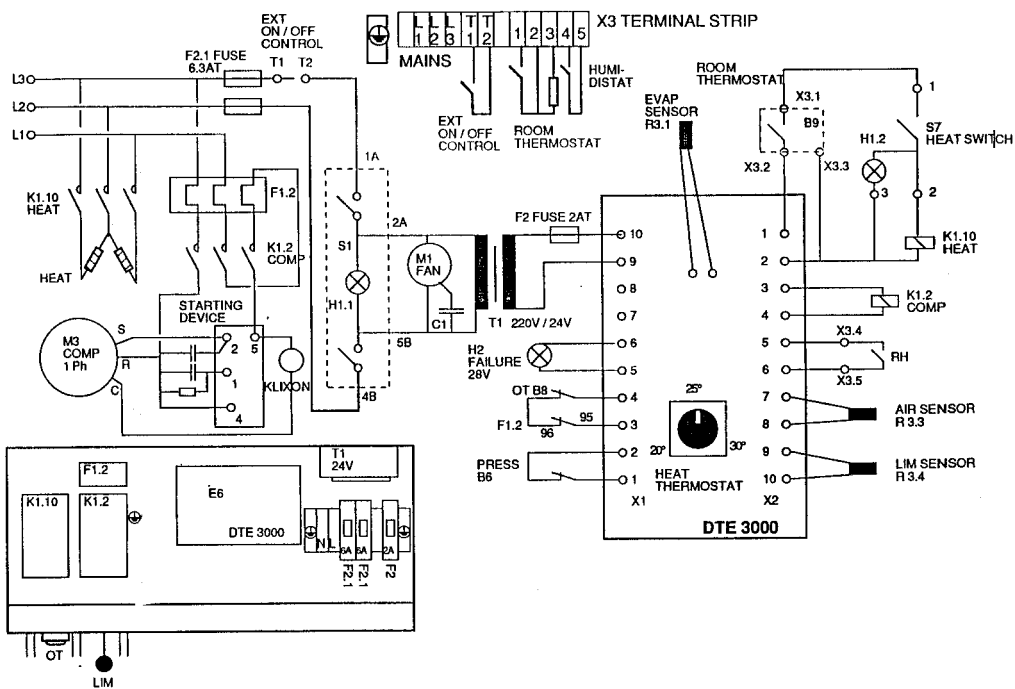 EXT
ON / OFF
CONTROL
T1 T2
F2.1 FUSE
6.3AT
L3
L2
L1
L L L T T
1 2 3 1 2
1 2 3 4 5
X3 TERMINAL STRIP
MAINS
EXT
ON / OFF
CONTROL
ROOM
THERMOSTAT
HUMI-
DISTAT
EVAP
SENSOR
R3.1
ROOM
THERMOSTAT
X3.1
B9
X3.2
X3.3
1
S7
HEAT SWITCH
H1.2
3
2
K1.10
HEAT
K1.10
HEAT
HEAT
F1.2
K1.2
COMP
1A
2A
S1
H1.1
5B
4B
M1
FAN
C1
T1
220V / 24V
F2 FUSE 2AT
STARTING
DEVICE
M3
COMP
1 Ph
S
R
C
2
5
1
4
KLIXON
H2
FAILURE
28V
OT B8
F1.2
95
96
PRESS
B6
10
9
8
7
6
5
4
3
2
1
X1
1
2
3
4
5
6
7
8
9
10
X2
25°
20°
30°
HEAT
THERMOSTAT
DTE 3000
K1.2
COMP
X3.4
RH
X3.5
AIR SENSOR
R 3.3
LIM SENSOR
R 3.4
F1.2
K1.10
K1.2
E6
DTE 3000
T1
24V
N L
6A
6A
2A
F2.1
F2.1
F2
OT
LIM